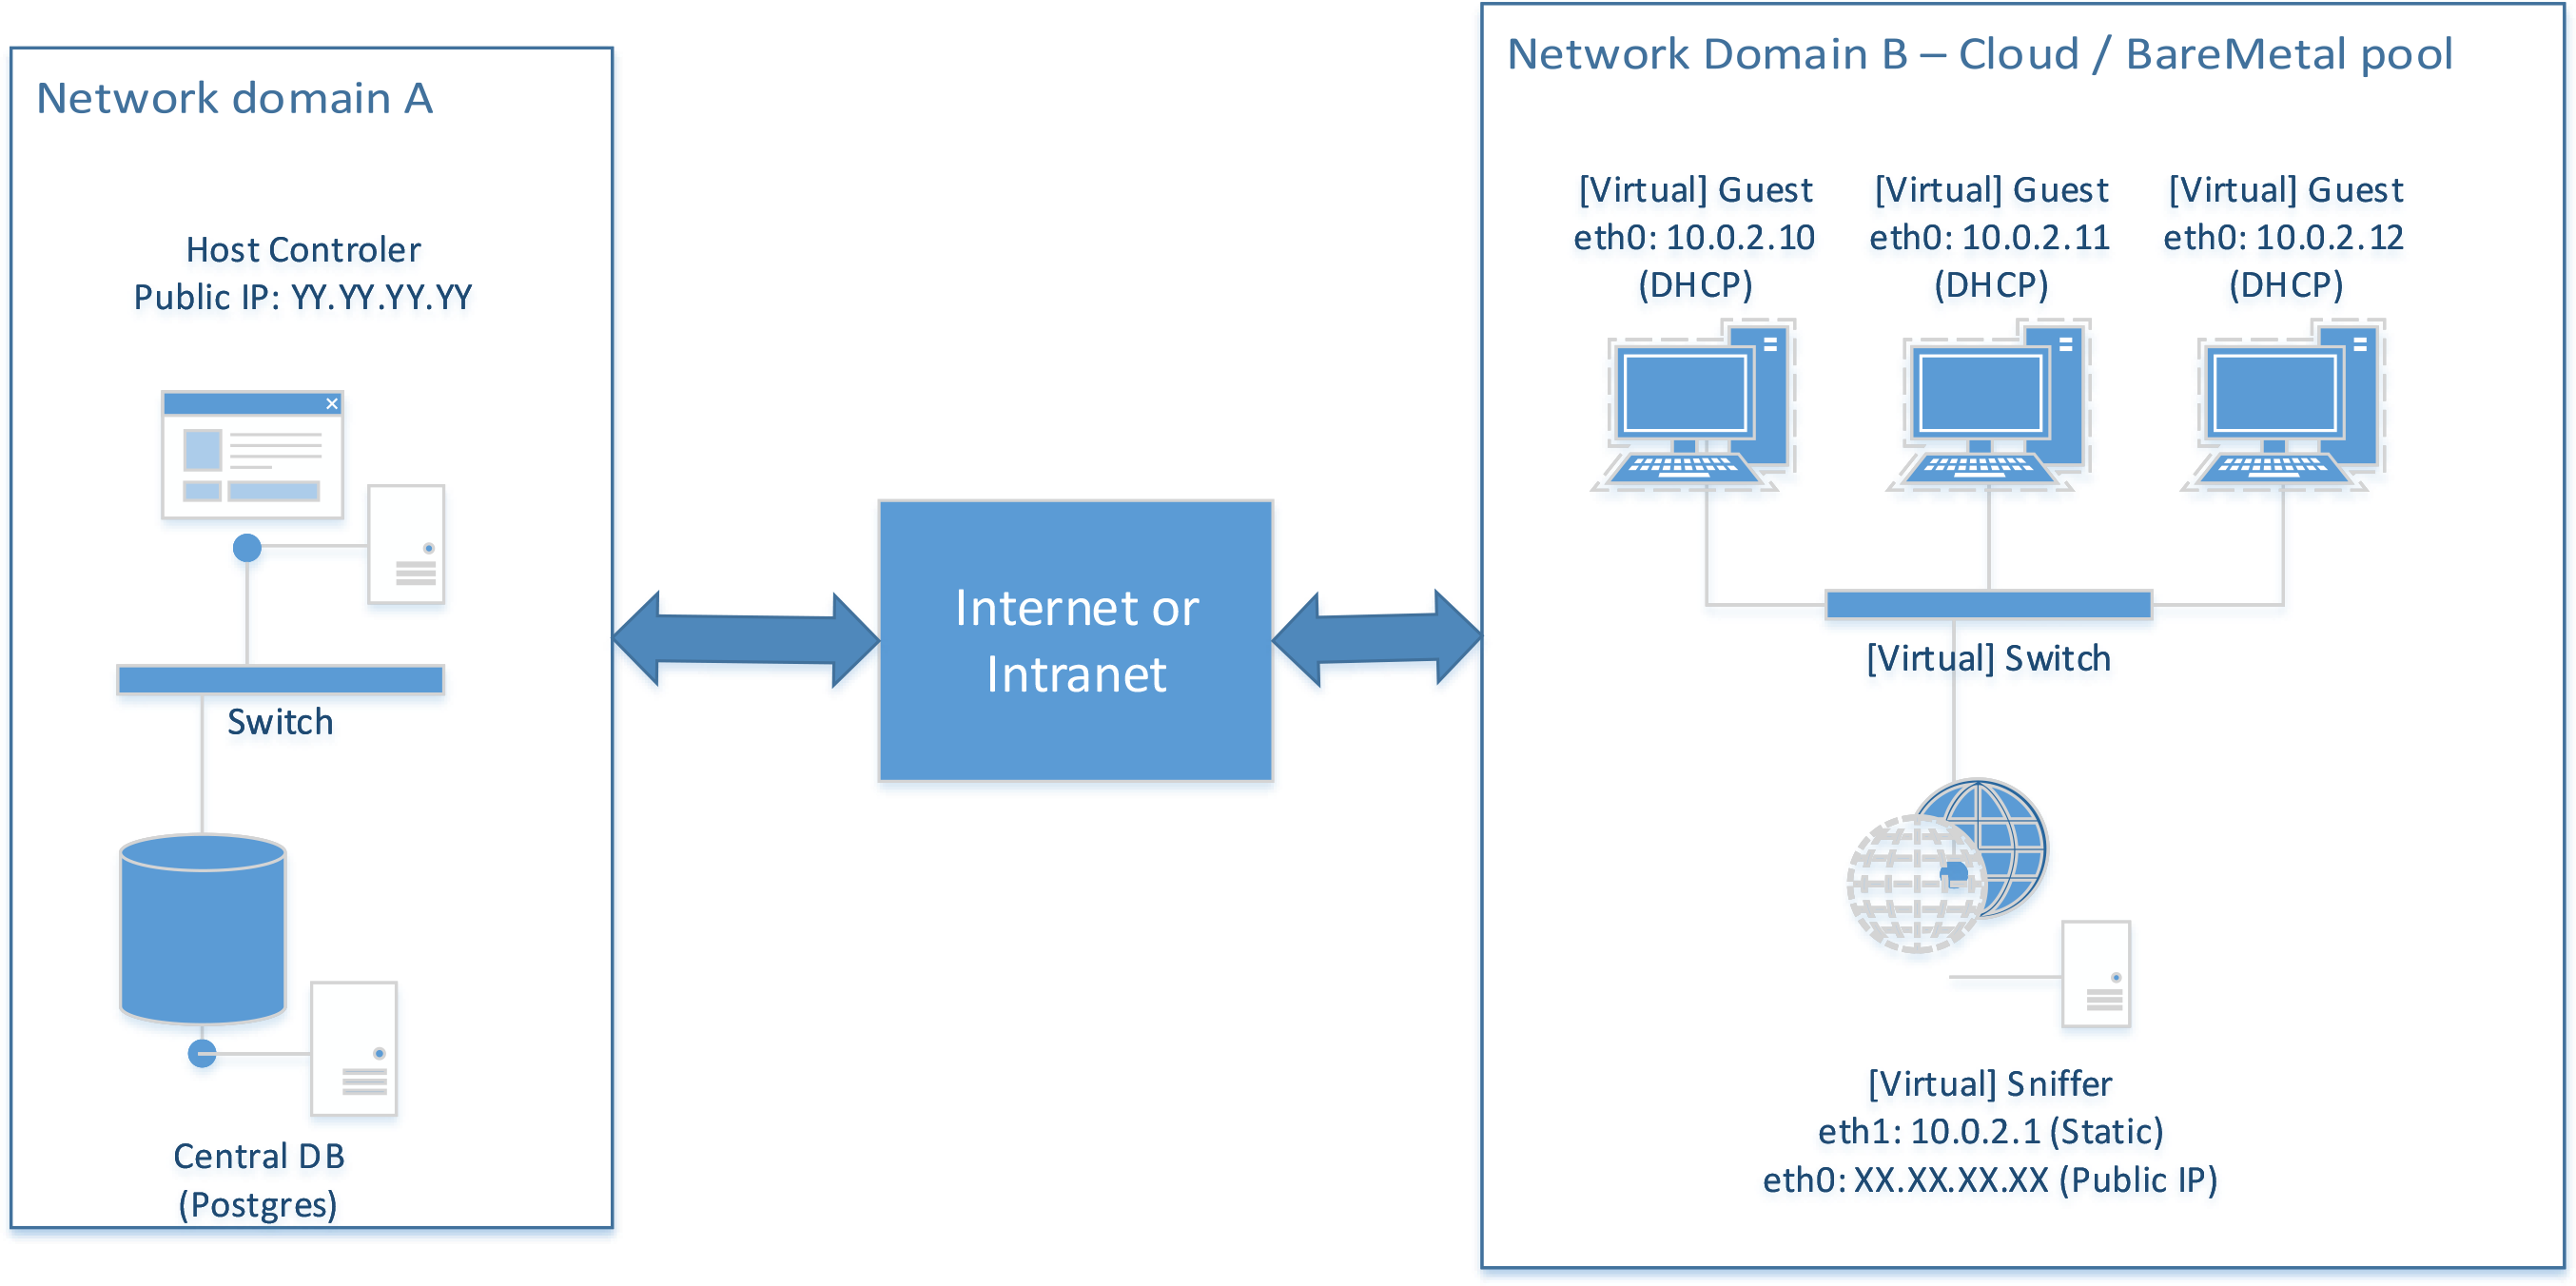 Network domain A
Host Controler
Public IP: YY.YY.YY.YY
Switch
Central DB
(Postgres)
Internet or
Intranet
Network Domain B – Cloud / BareMetal pool
[Virtual] Guest
eth0: 10.0.2.10
(DHCP)
[Virtual] Guest
eth0: 10.0.2.11
(DHCP)
[Virtual] Guest
eth0: 10.0.2.12
(DHCP)
[Virtual] Switch
[Virtual] Sniffer
eth1: 10.0.2.1 (Static)
eth0: XX.XX.XX.XX (Public IP)